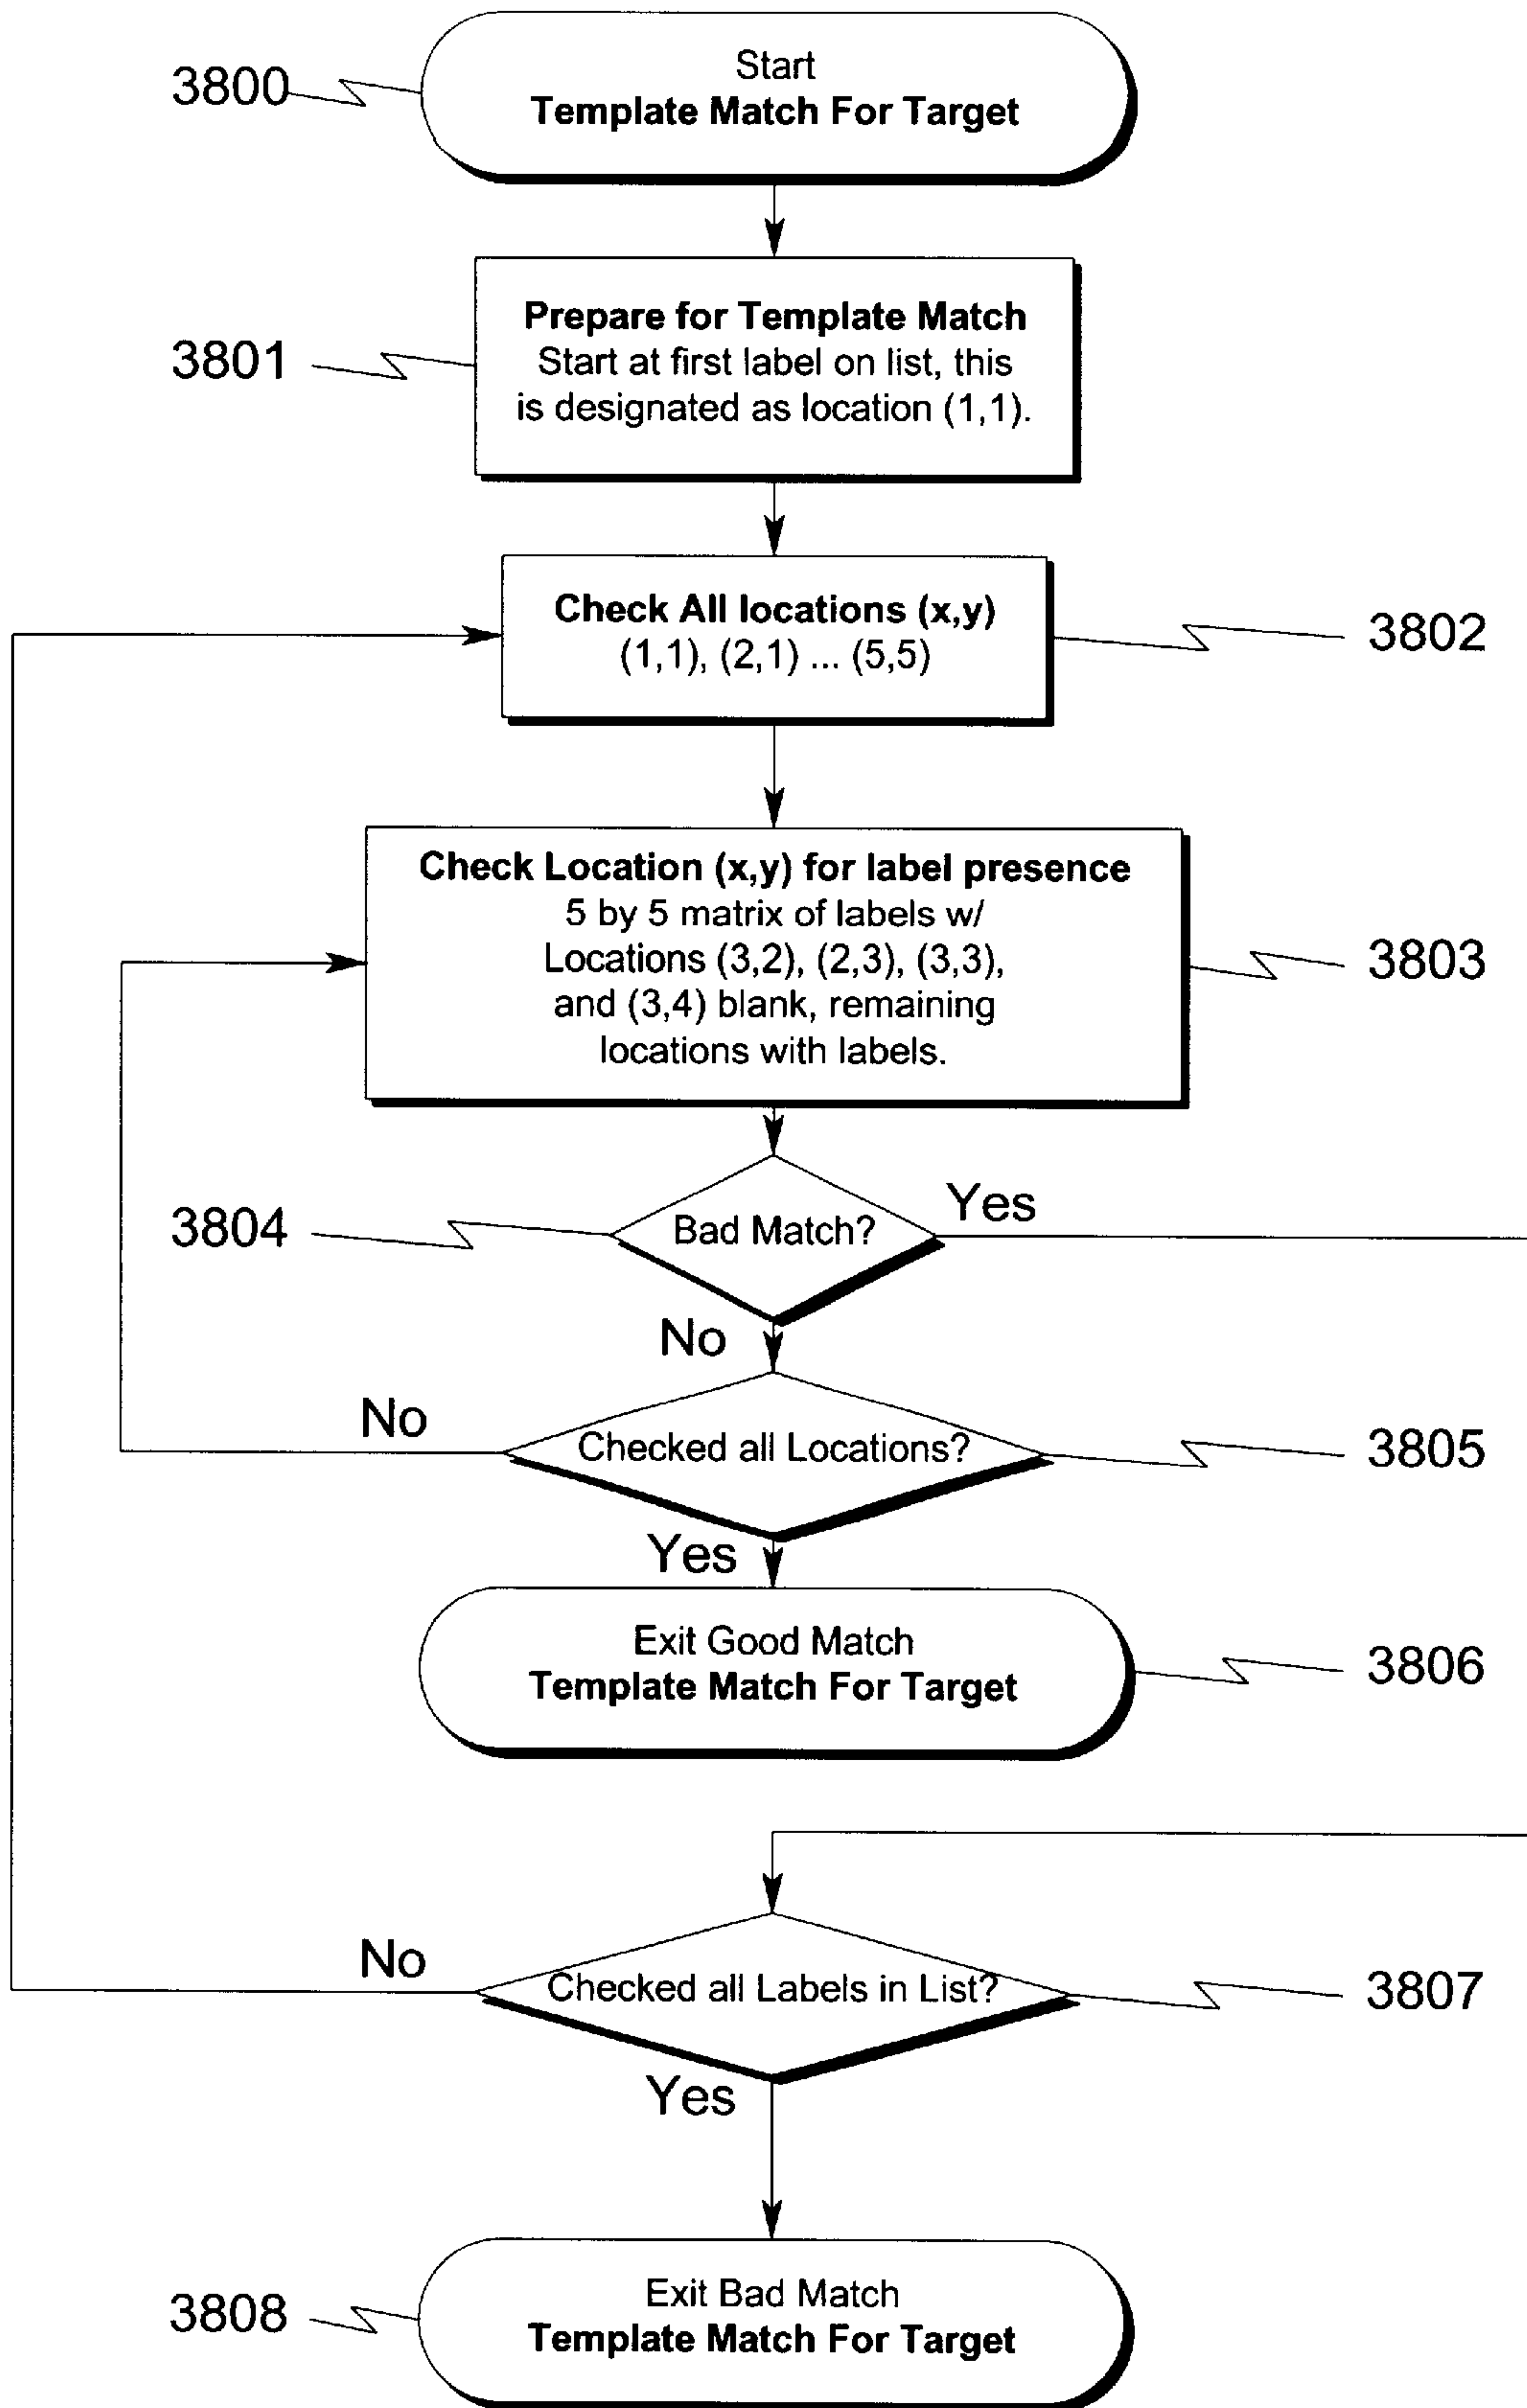 3800
Start
Template Match For Target
3801
Prepare for Template Match
Start at first label on list, this
is designated as location (1,1).
Check All locations (x,y)
(1,1), (2,1) ... (5,5)
3802
Check Location (x,y) for label presence
5 by 5 matrix of labels w/
Locations (3,2), (2,3), (3,3),
and (3,4) blank, remaining
locations with labels.
3803
3804
Bad Match?
Yes
No
No
Checked all Locations?
3805
Yes
Exit Good Match
Template Match For Target
3806
No
Checked all Labels in List?
3807
Yes
3808
Exit Bad Match
Template Match For Target